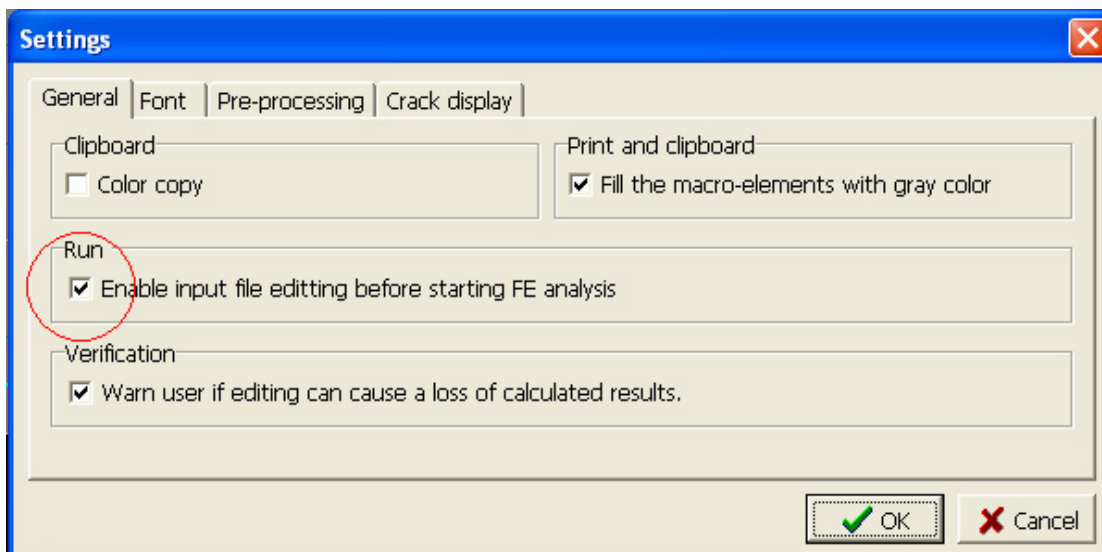 Settings
General Font Pre-processing Crack display
Clipboard
Color copy
Print and clipboard
Fill the macro-elements with gray color
Run
Enable input file editting before starting FE analysis
Verification
Warn user if editing can cause a loss of calculated results.
OK Cancel